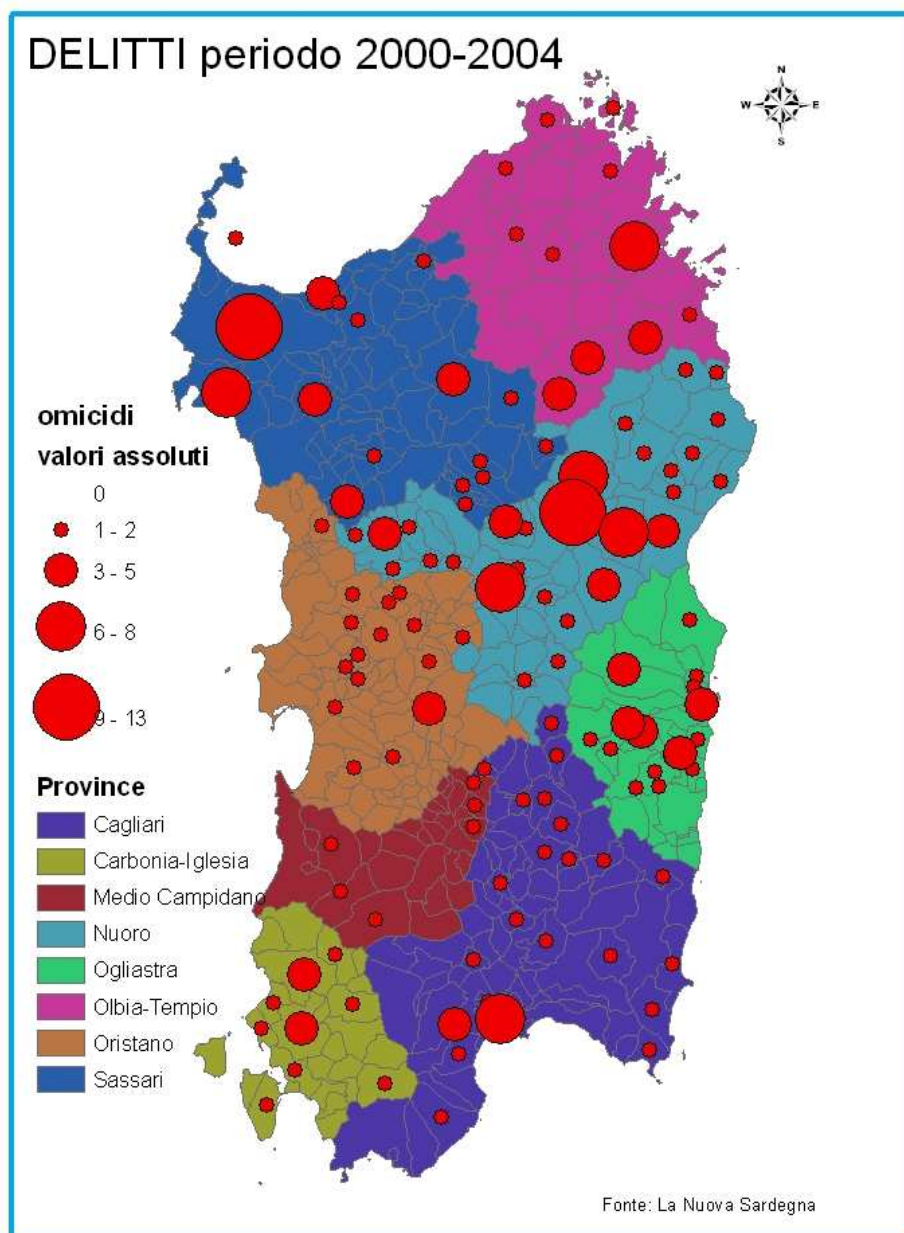 DELITTI periodo 2000-2004
N
W E
S
omicidi
valori assoluti
0
1 - 2
3 - 5
6 - 8
9 - 13
Province
Cagliari
Carbonia-Iglesia
Medio Campidano
Nuoro
Ogliastra
Olbia-Tempio
Oristano
Sassari
Fonte: La Nuova Sardegna